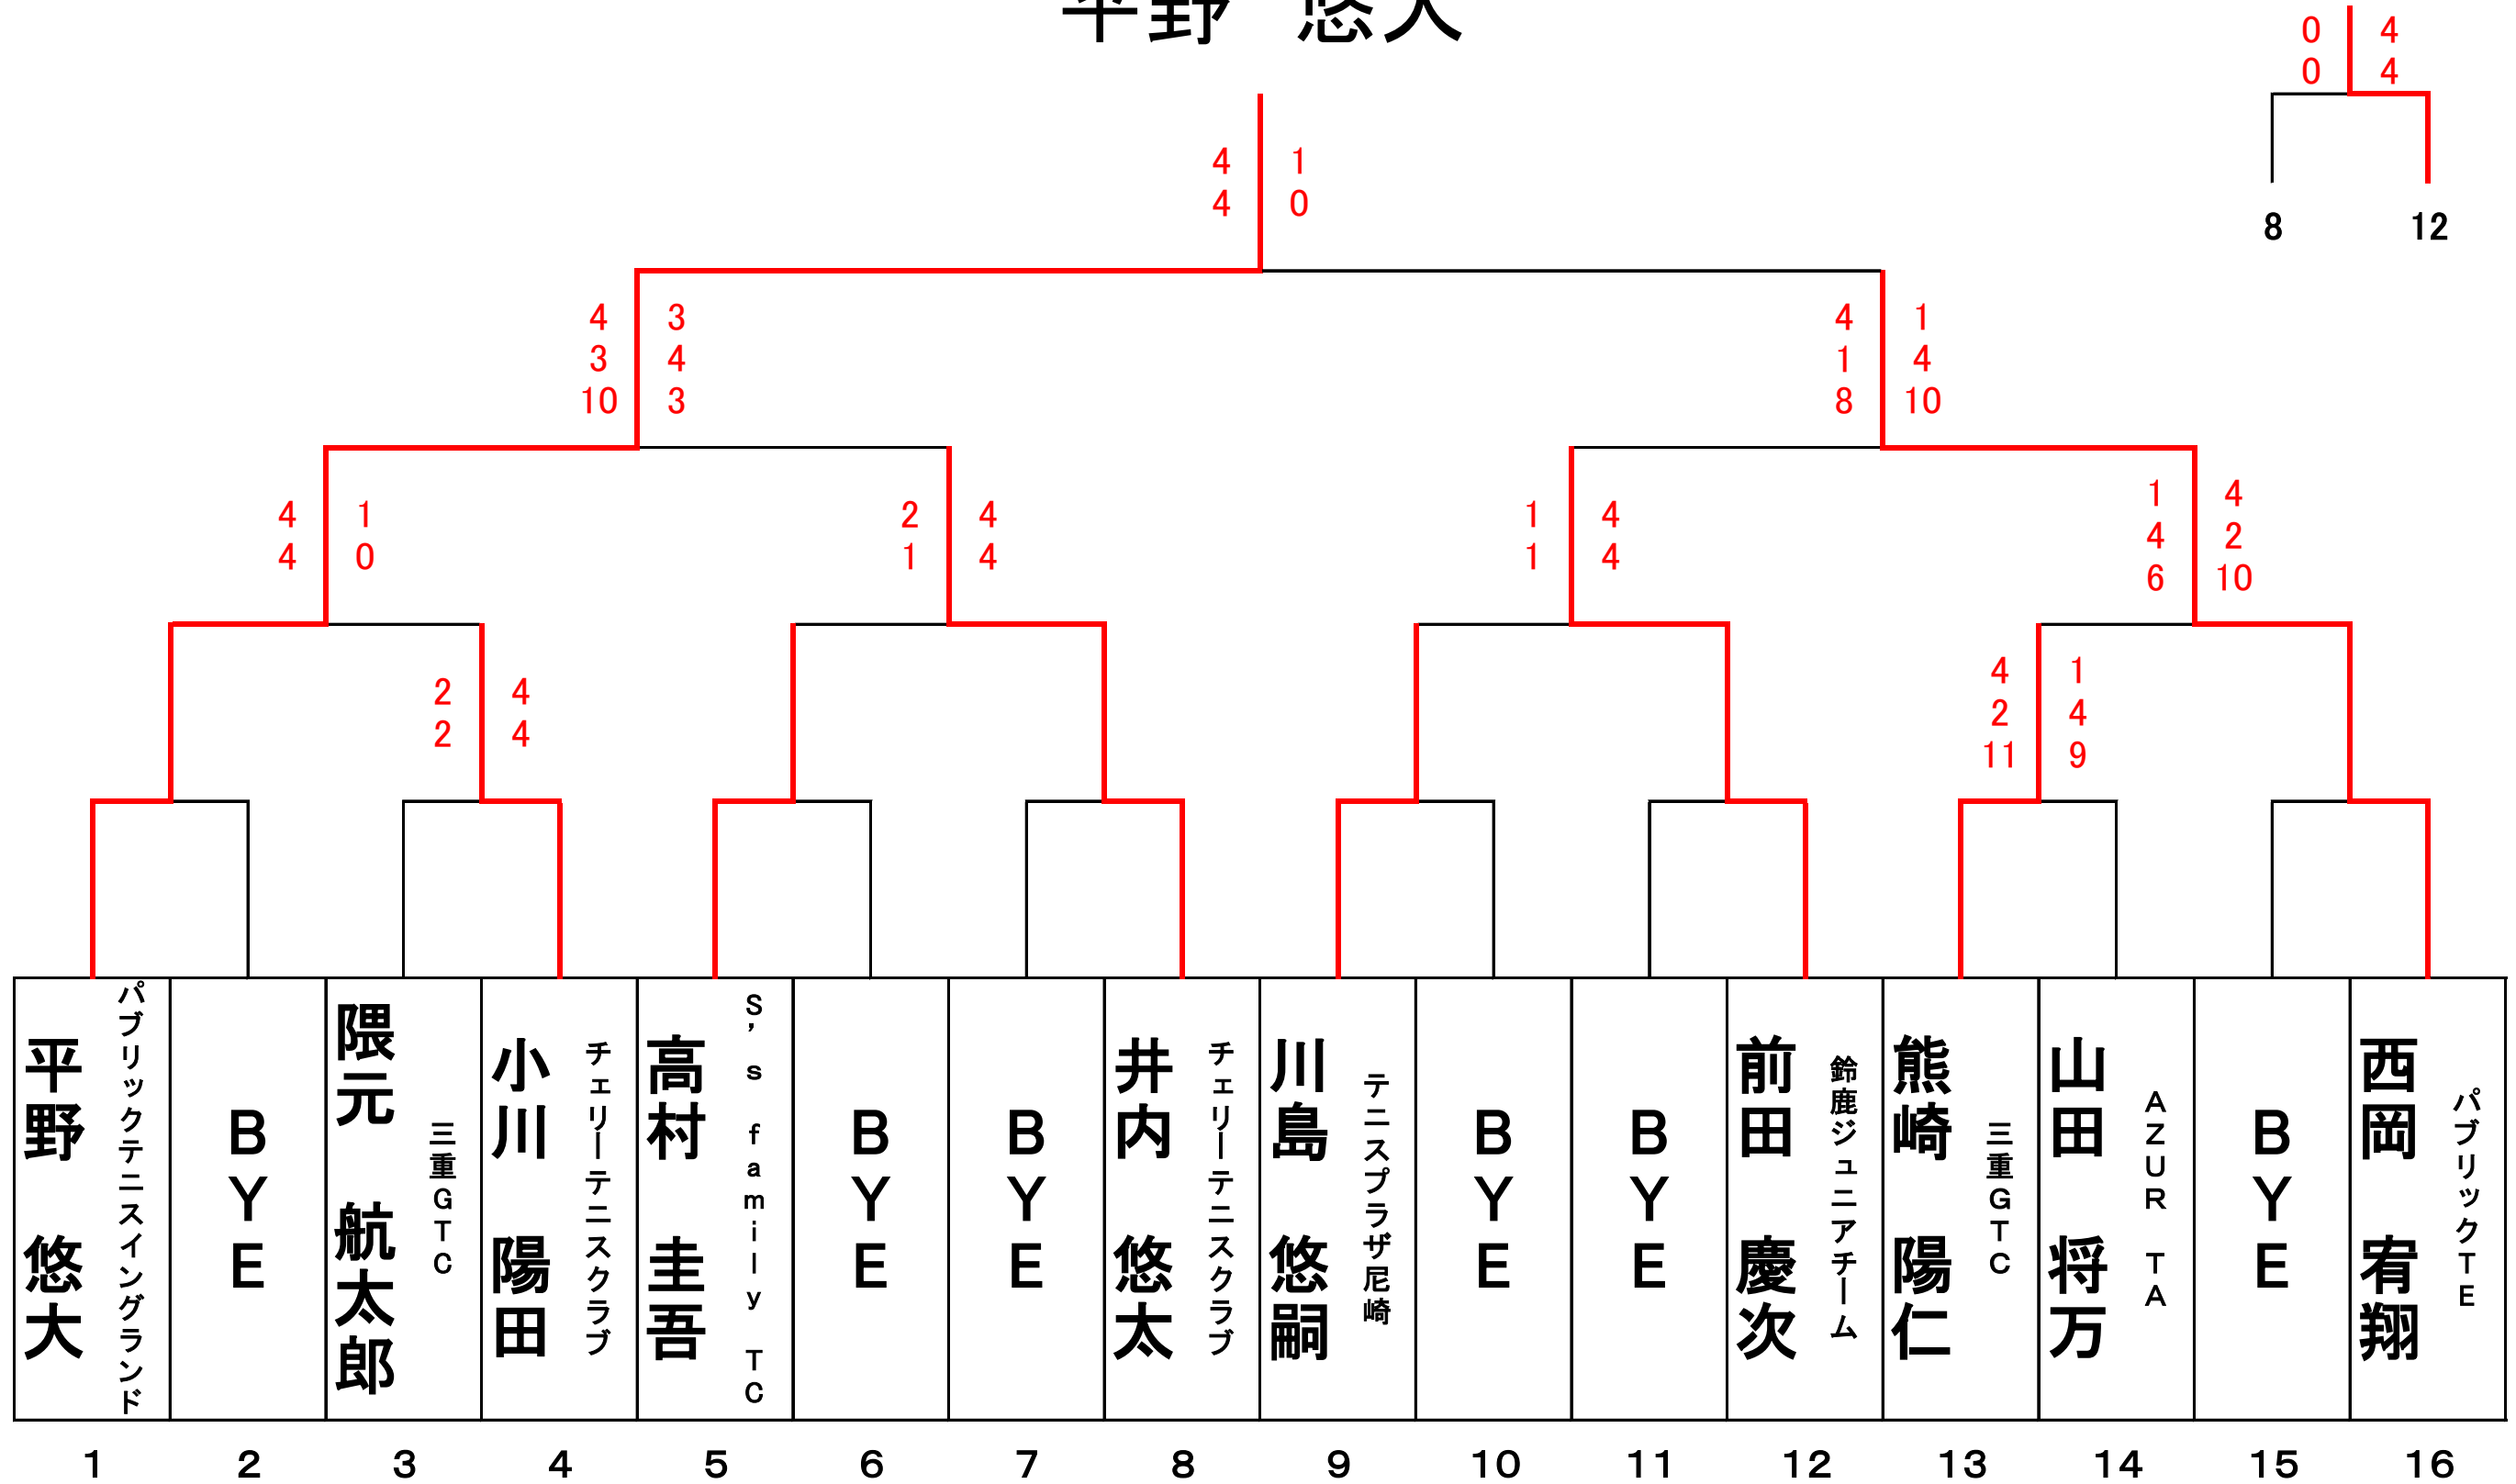 平野 悠大
0 4
0 4
8 12
4 1
4 0
4 3
3 4
10 3
4 1
1 4
8 10
4 1
4 0
2 4
1 4
1 4
1 4
1 4
4 2
6 10
2 4
2 4
4 1
2 4
11 9
平野 悠大
パブリックテニスイングランド
BYE
隈元 航太郎
三重GTC
小川 陽田
チェリーテニスクラブ
高村 圭吾
S's family TC
BYE
BYE
井内 悠太
チェリーテニスクラブ
川島 悠嗣
テニスプラザ尼崎
BYE
BYE
前田 慶次
鈴鹿ジュニアチーム
熊崎 陽仁
三重GTC
山田 将万
AZUR TA
BYE
西岡 宥翔
パブリックTE
1 2 3 4 5 6 7 8 9 10 11 12 13 14 15 16